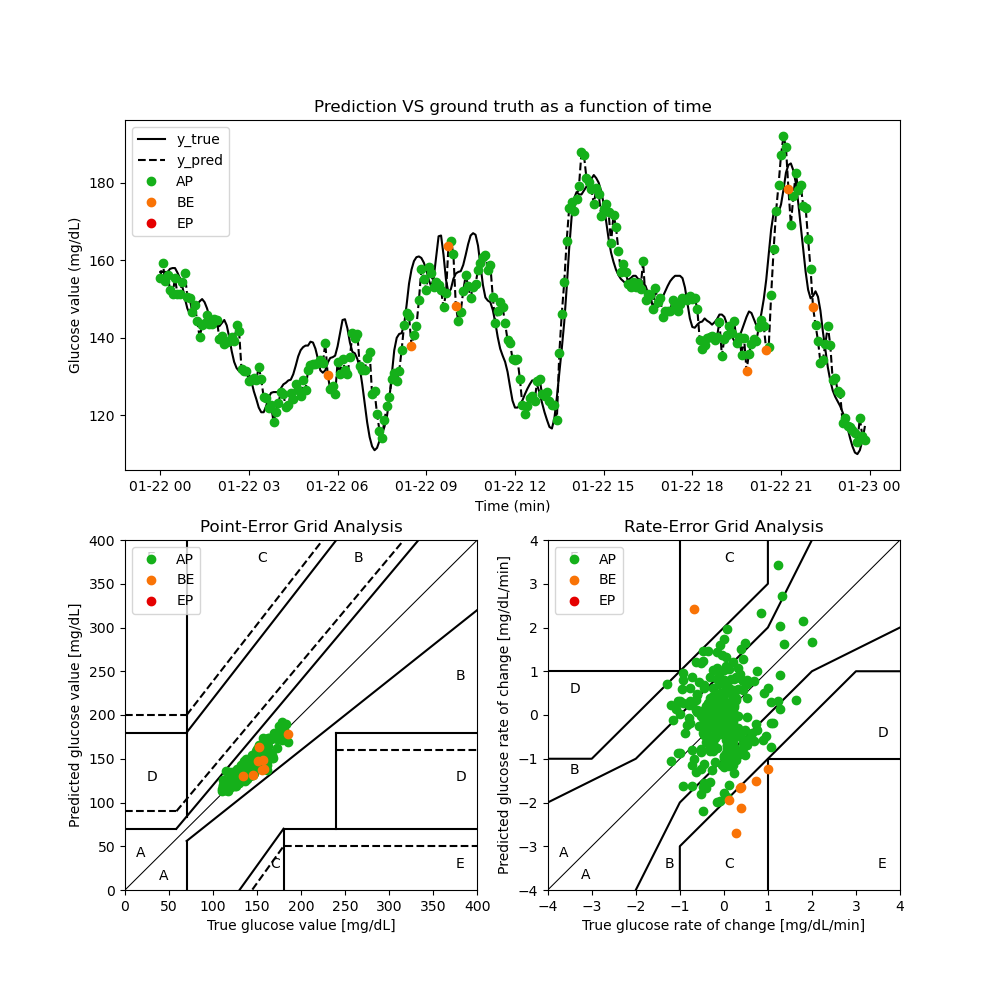 Prediction VS ground truth as a function of time
Glucose value (mg/dL)
180
160
140
120
y_true
y_pred
AP
BE
EP
01-22 00 01-22 03 01-22 06 01-22 09 01-22 12 01-22 15 01-22 18 01-22 21 01-23 00
Time (min)
Point-Error Grid Analysis
Predicted glucose value [mg/dL]
400
350
300
250
200
150
100
50
0
AP
BE
EP
C
B
B
D
D
A
A
C
E
0 50 100 150 200 250 300 350 400
True glucose value [mg/dL]
Rate-Error Grid Analysis
Predicted glucose rate of change [mg/dL/min]
4
3
2
1
0
−1
−2
−3
−4
AP
BE
EP
C
B
D
D
B
A
A
B
C
E
−4 −3 −2 −1 0 1 2 3 4
True glucose rate of change [mg/dL/min]